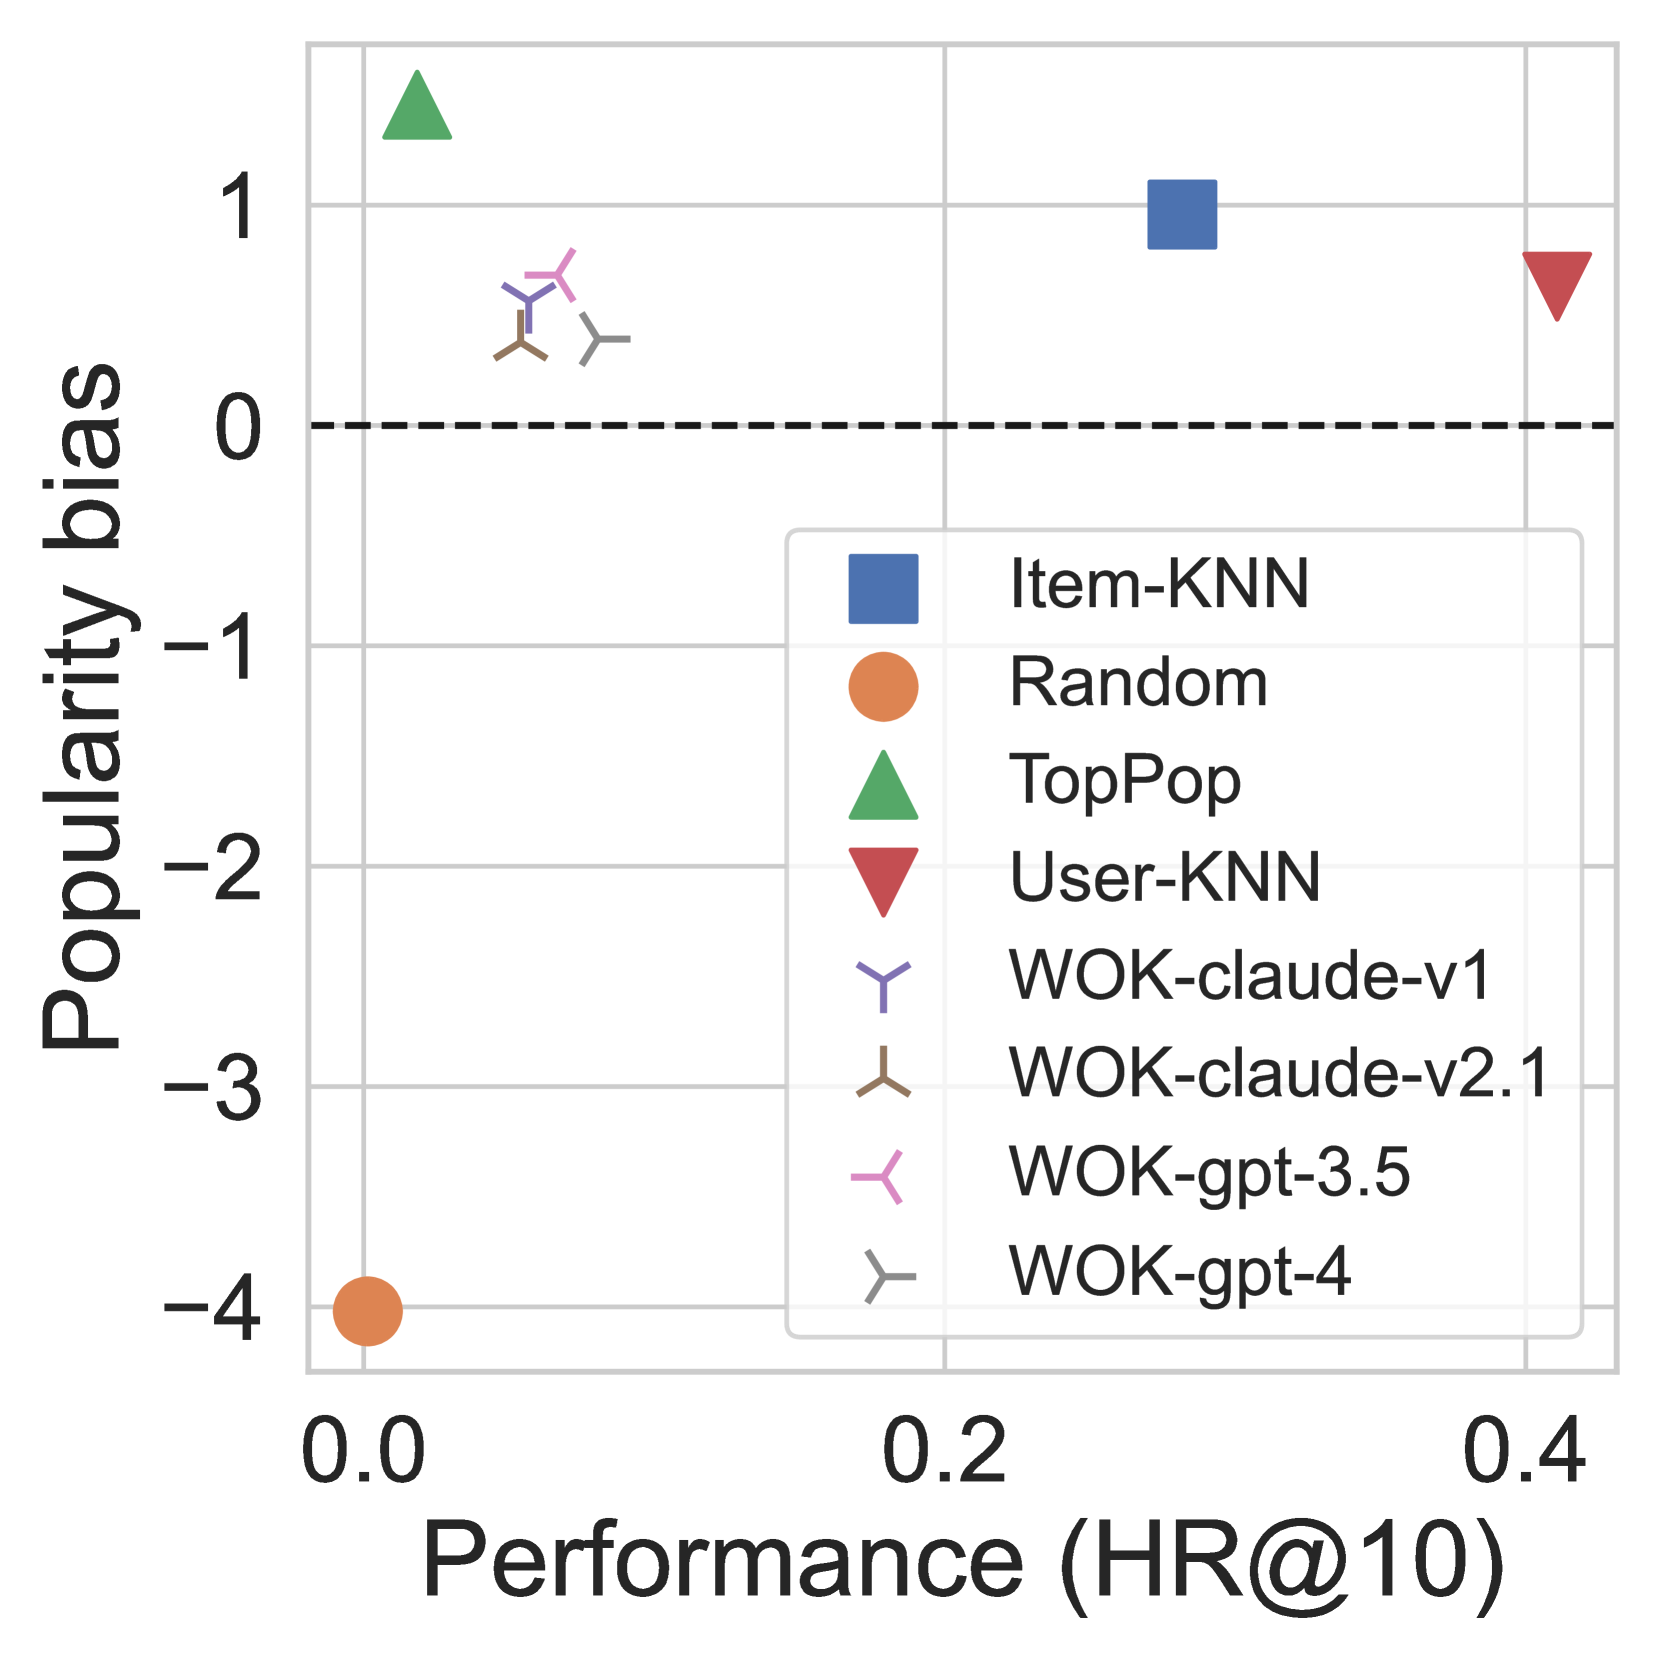 Popularity bias
1
0
−1
−2
−3
−4
Item-KNN
Random
TopPop
User-KNN
WOK-claude-v1
WOK-claude-v2.1
WOK-gpt-3.5
WOK-gpt-4
0.0 0.2 0.4
Performance (HR@10)